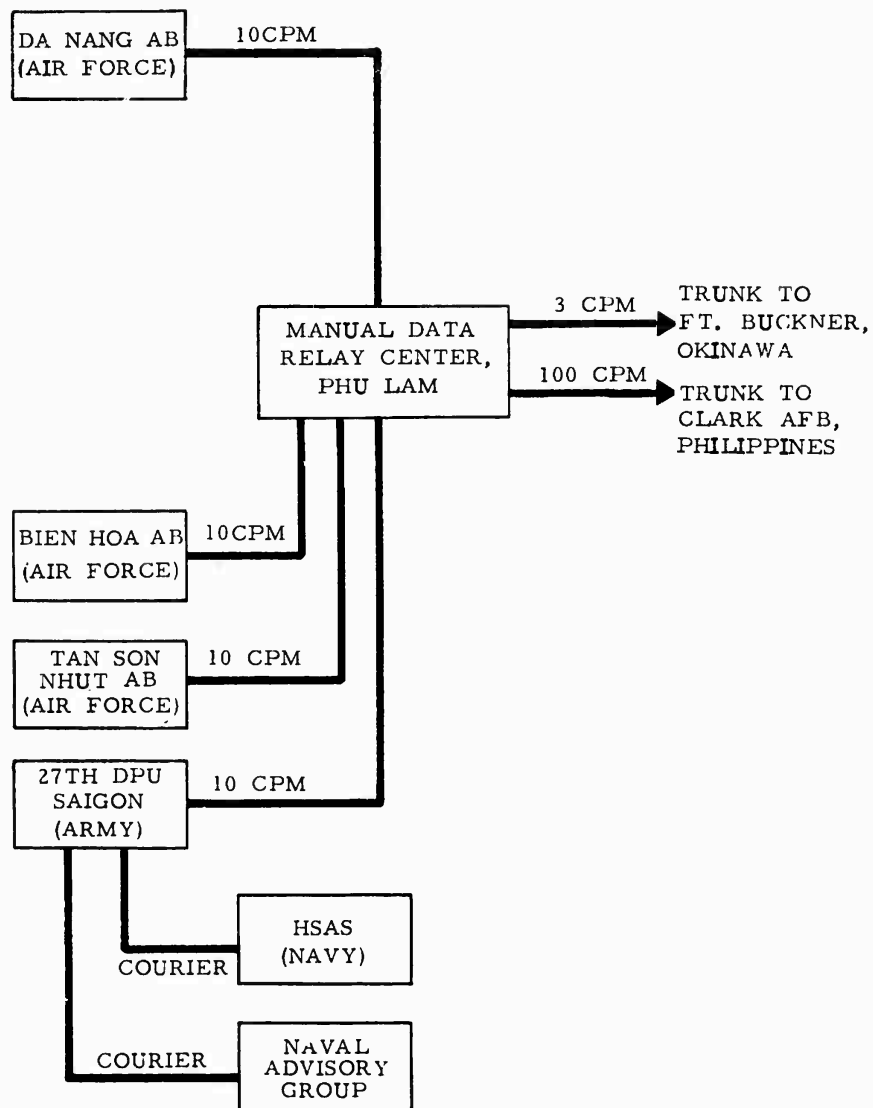 DA NANG AB
(AIR FORCE)
10CPM
MANUAL DATA
RELAY CENTER,
PHU LAM
3 CPM
TRUNK TO
FT. BUCKNER,
OKINAWA
100 CPM
TRUNK TO
CLARK AFB,
PHILIPPINES
BIEN HOA AB
(AIR FORCE)
10CPM
TAN SON
NHUT AB
(AIR FORCE)
10 CPM
27TH DPU
SAIGON
(ARMY)
10 CPM
HSAS
(NAVY)
COURIER
NAVAL
ADVISORY
GROUP
COURIER